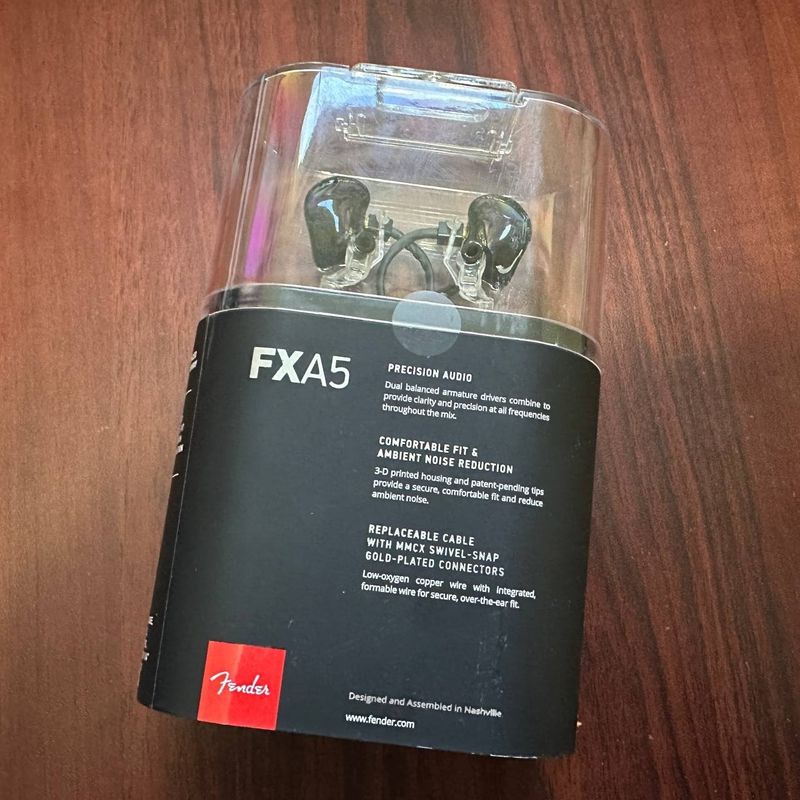 FXA5
PRECISION AUDIO
Dual balanced armature drivers combine to
provide clarity and precision at all frequencies
throughout the mix.
COMFORTABLE FIT &
AMBIENT NOISE REDUCTION
3-D printed housing and patent-pending tips
provide a secure, comfortable fit and reduce
ambient noise.
REPLACEABLE CABLE
WITH MMCX SWIVEL-SNAP
GOLD-PLATED CONNECTORS
Low-oxygen copper wire with integrated,
formable wire for secure, over-the-ear fit.
Fender
Designed and Assembled in Nashville
www.fender.com